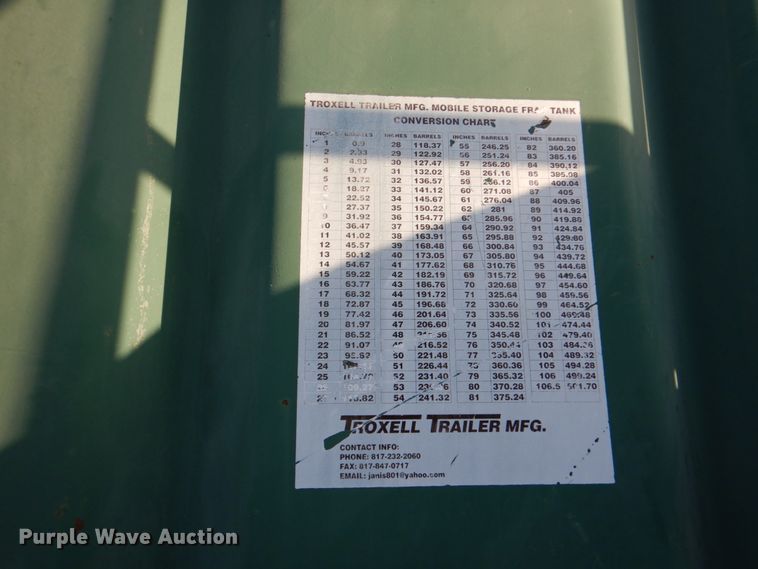 TROXELL TRAILER MFG. MOBILE STORAGE TANK
CONVERSION CHART
INCHES BARRELS INCHES BARRELS INCHES BARRELS INCHES BARRELS
1 0.9 28 118.37 55 246.25 82 360.20
2 29 122.92 56 251.24 83 385.16
3 4.93 30 127.47 57 256.20 84 390.12
4 9.17 31 132.02 58 261.16 85 395.08
5 13.72 32 136.57 59 86 400.04
6 18.27 33 141.12 60 271.08 87 405
22.52 34 145.67 61 276.04 88 409.96
27.37 35 150.22 62 281 89 414.92
9 31.92 36 154.77 285.96 90 419.88
10 36.47 37 159.34 64 290.92 91 424.84
11 41.02 38 163.91 65 295.88 92 429.80
12 45.57 39 168.48 66 300.84 93 434.76
13 50.12 40 173.05 67 305.80 94 439.72
14 54.67 41 177.62 68 310.76 95 444.68
15 59.22 42 182.19 69 315.72 96 449.64
16 63.77 43 186.76 70 320.68 97 454.60
17 68.32 44 191.72 71 325.64 98 459.56
18 72.87 45 196.68 72 330.60 99 464.52
19 77.42 46 201.64 73 335.56 100 469.48
20 81.97 47 206.60 74 340.52 101 474.44
21 86.52 48 75 345.48 102 479.40
22 91.07 216.52 76 350.44 103 484.36
23 50 221.48 77 104 489.32
24 51 226.44 78 360.36 105 494.28
25 52 231.40 79 365.32 106 499.24
53 80 370.28 106.5 501.70
54 241.32 81 375.24
TROXELL TRAILER MFG.
CONTACT INFO:
PHONE: 817-232-2060
FAX: 817-847-0717
EMAIL: janis801@yahoo.com
Purple Wave Auction®